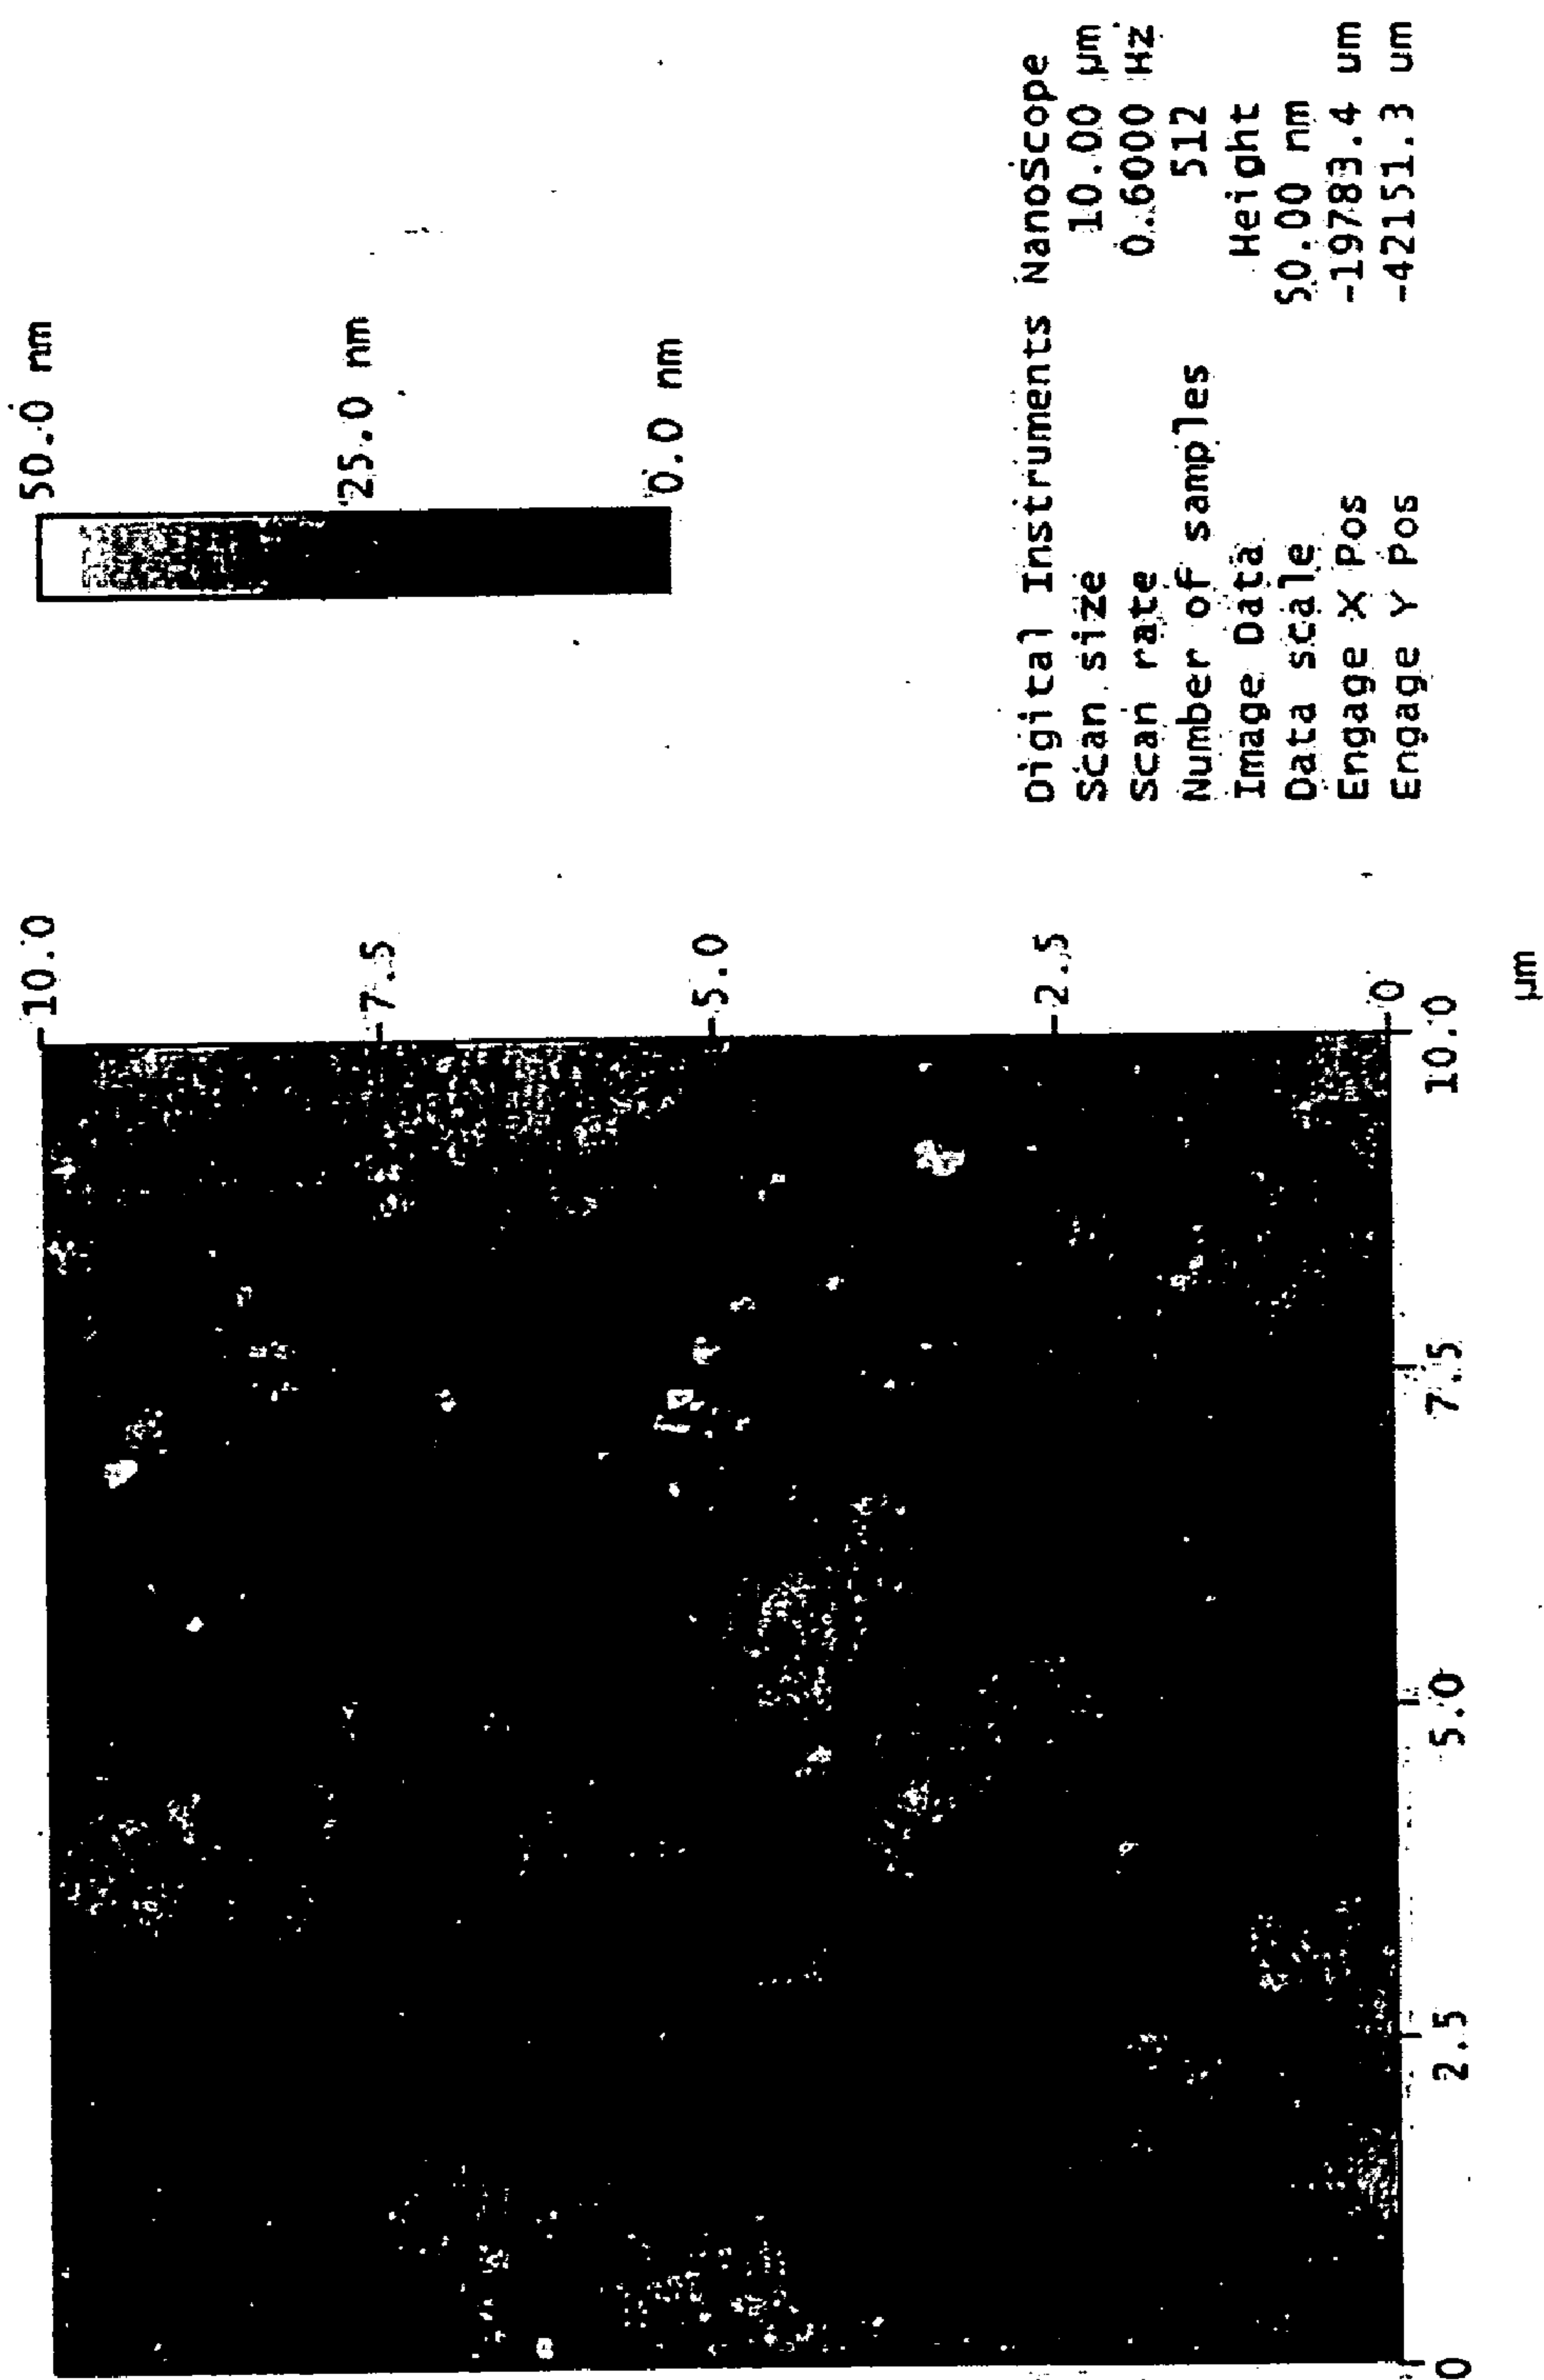 10.0
7.5
5.0
2.5
0
0
2.5
5.0
7.5
10.0
µm
50.0 nm
25.0 nm
0.0 nm
Digital Instruments NanoScope
Scan size 10.00 µm
Scan rate 0.6000 Hz
Number of samples 512
Image Data Height
Data scale 50.00 nm
Engage X Pos -19783.4 um
Engage Y Pos -42151.3 um